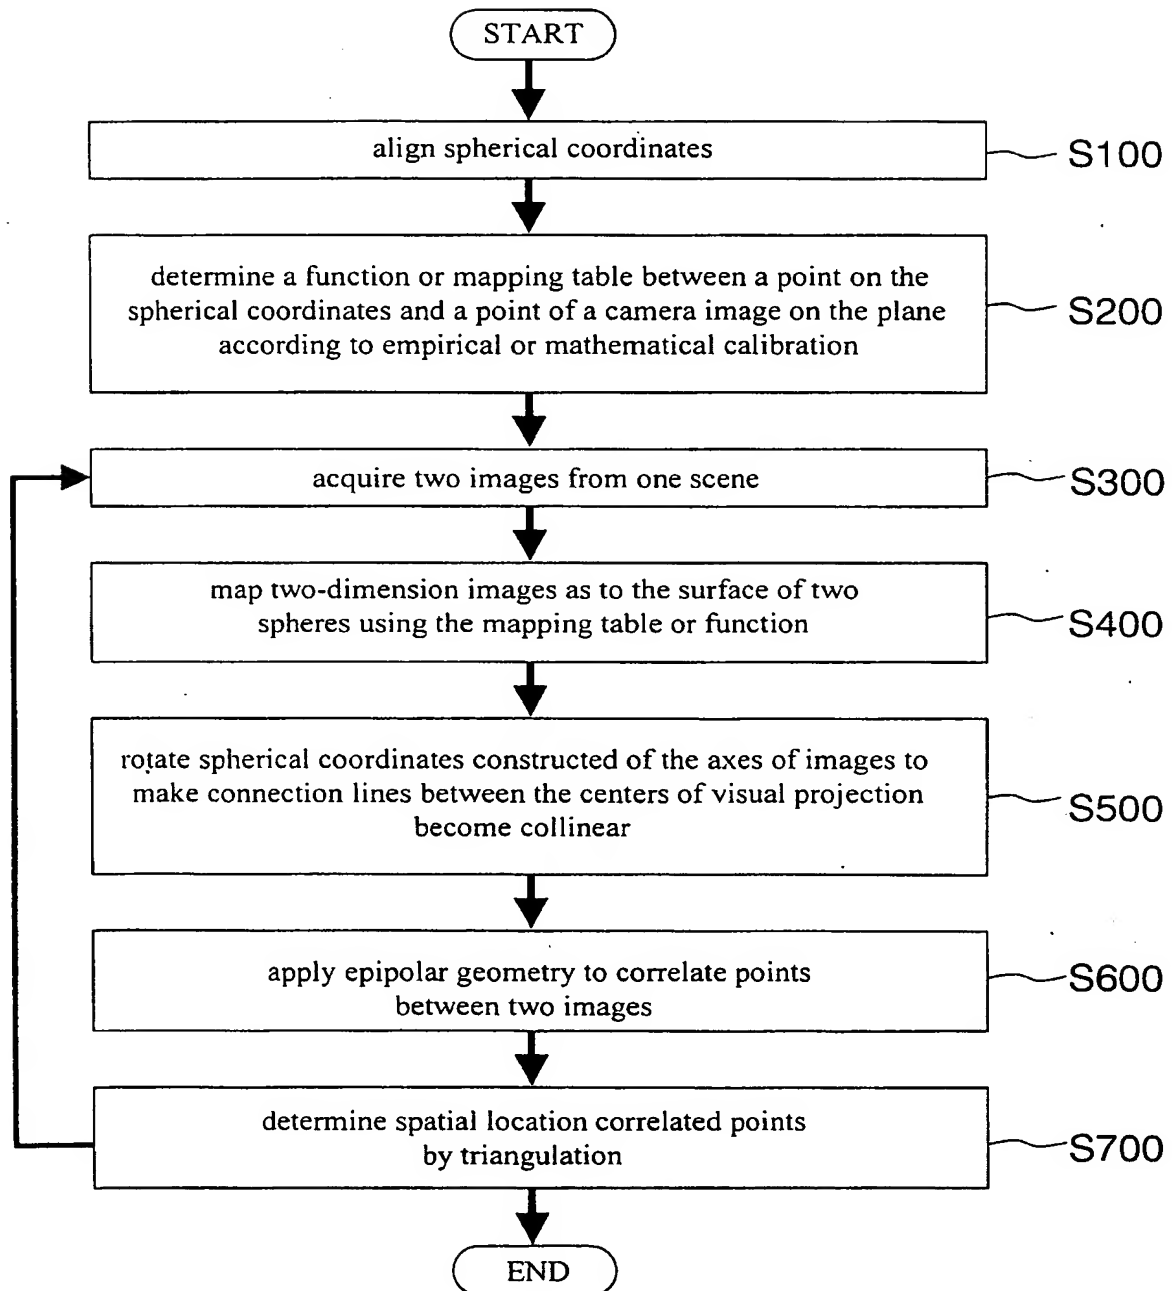 START
align spherical coordinates
S100
determine a function or mapping table between a point on the
spherical coordinates and a point of a camera image on the plane
according to empirical or mathematical calibration
S200
acquire two images from one scene
S300
map two-dimension images as to the surface of two
spheres using the mapping table or function
S400
rotate spherical coordinates constructed of the axes of images to
make connection lines between the centers of visual projection
become collinear
S500
apply epipolar geometry to correlate points
between two images
S600
determine spatial location correlated points
by triangulation
S700
END